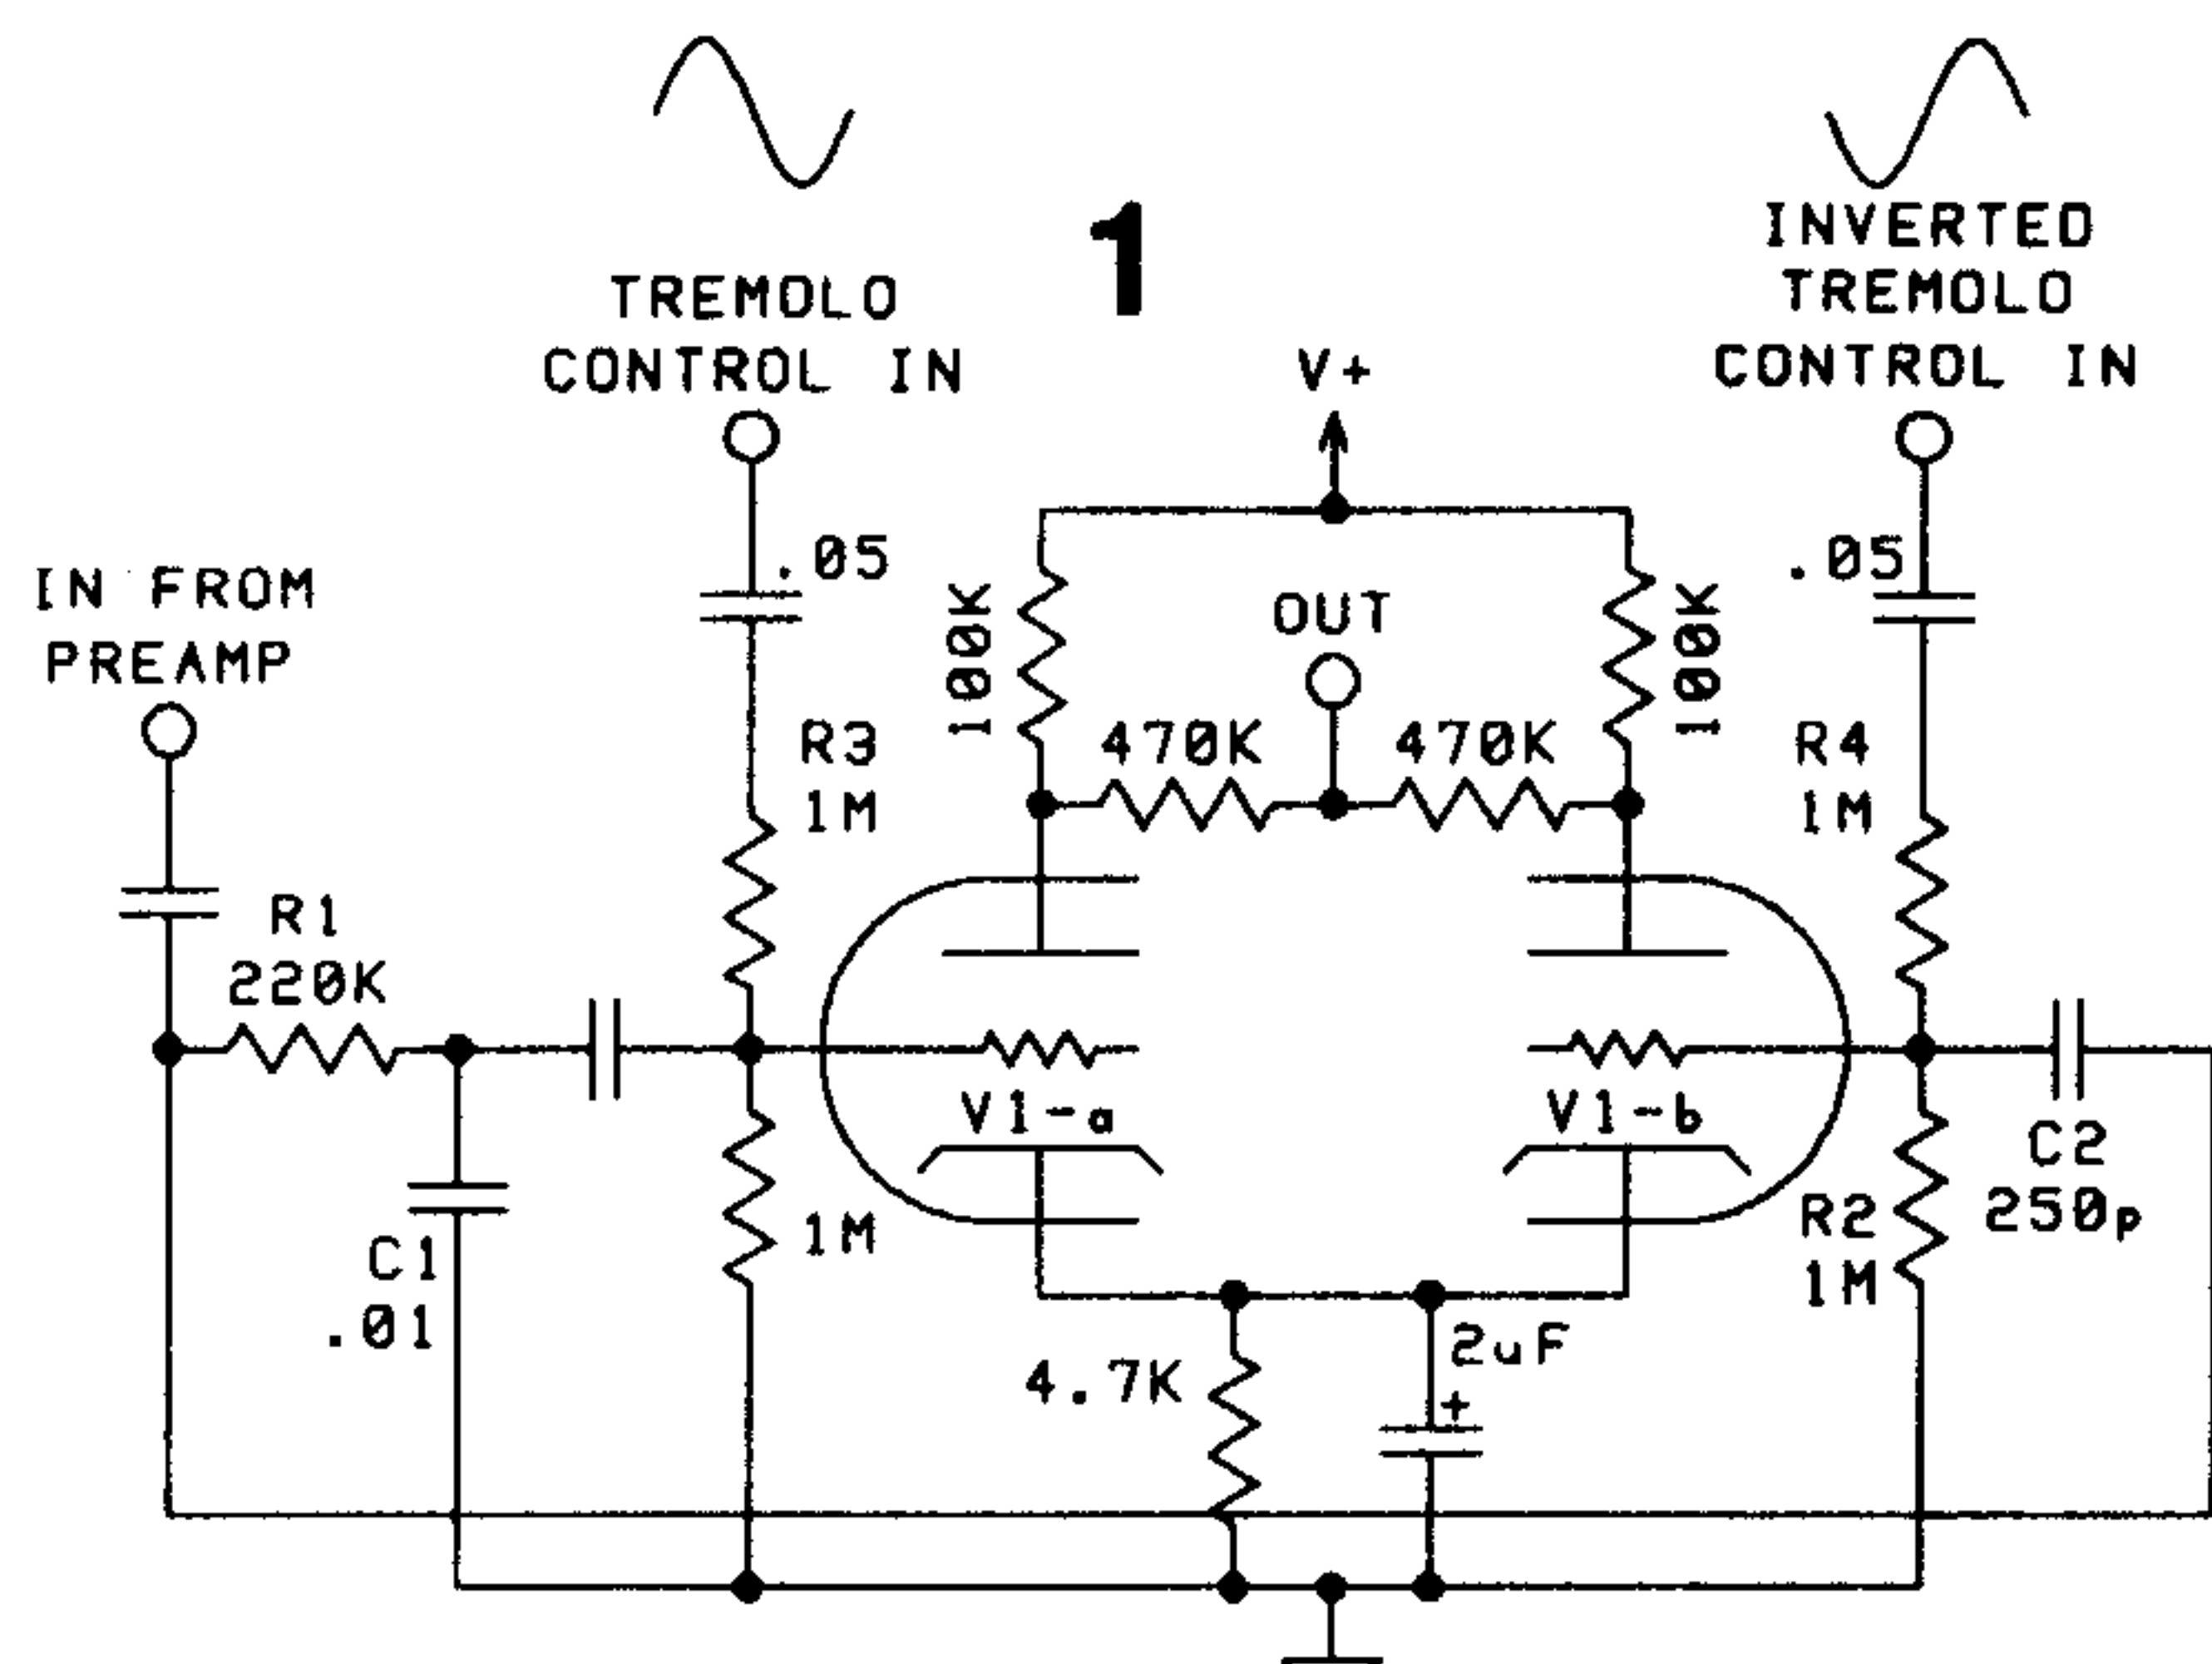 1
TREMOLO
CONTROL IN
INVERTED
TREMOLO
CONTROL IN
V+
IN FROM
PREAMP
.05
100K
OUT
100K
.05
R3
1M
470K
470K
R4
1M
R1
220K
V1-a
V1-b
C2
250p
C1
.01
1M
R2
1M
4.7K
2uF
+